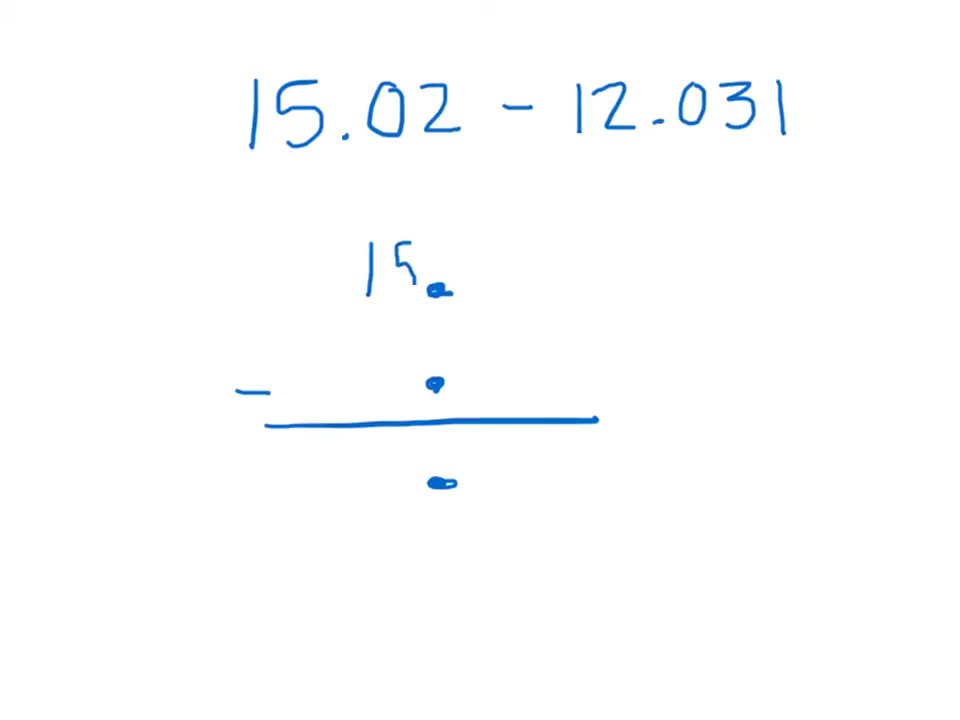 15.02 - 12.031
15.
- .
.